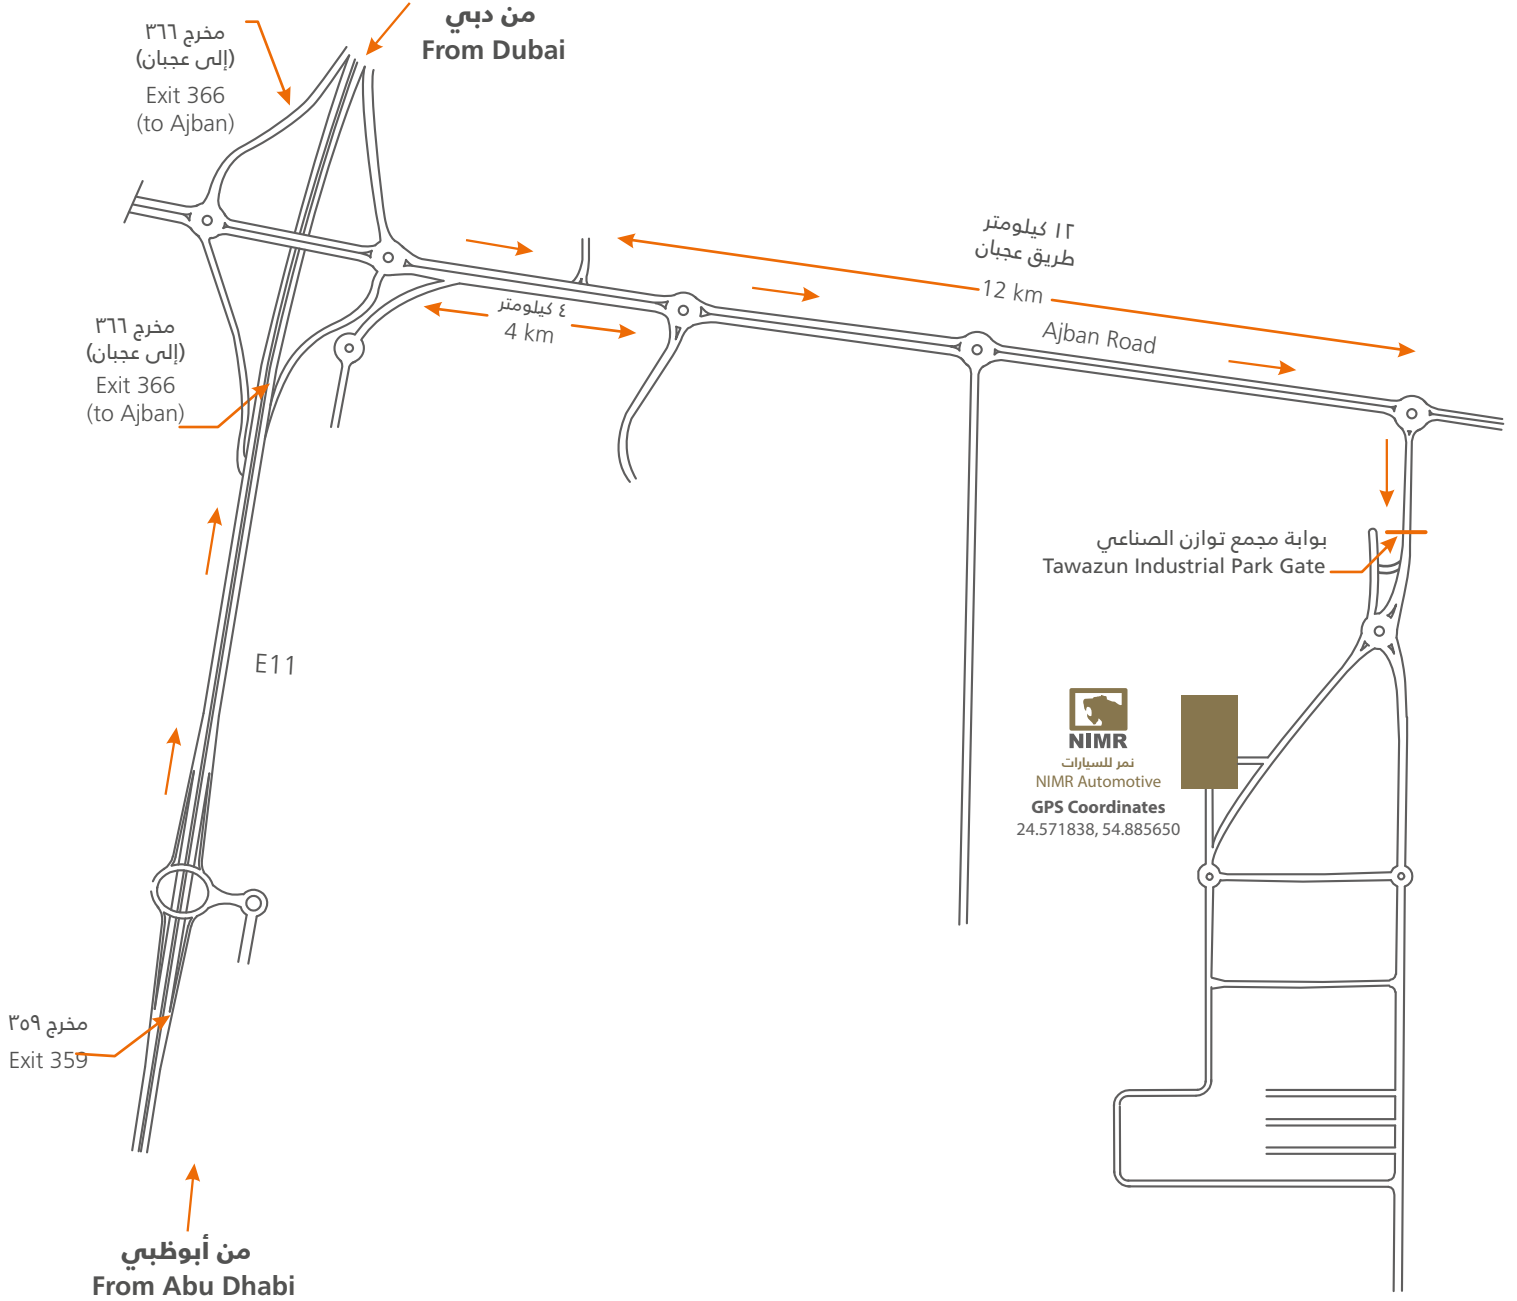 من دبي
From Dubai
مخرج ٣٦٦
(إلى عجبان)
Exit 366
(to Ajban)
١٢ كيلومتر
طريق عجبان
12 km
Ajban Road
٤ كيلومتر
4 km
مخرج ٣٦٦
(إلى عجبان)
Exit 366
(to Ajban)
بوابة مجمع توازن الصناعي
Tawazun Industrial Park Gate
E11
NIMR
نمر للسيارات
NIMR Automotive
GPS Coordinates
24.571838, 54.885650
مخرج ٣٥٩
Exit 359
من أبوظبي
From Abu Dhabi